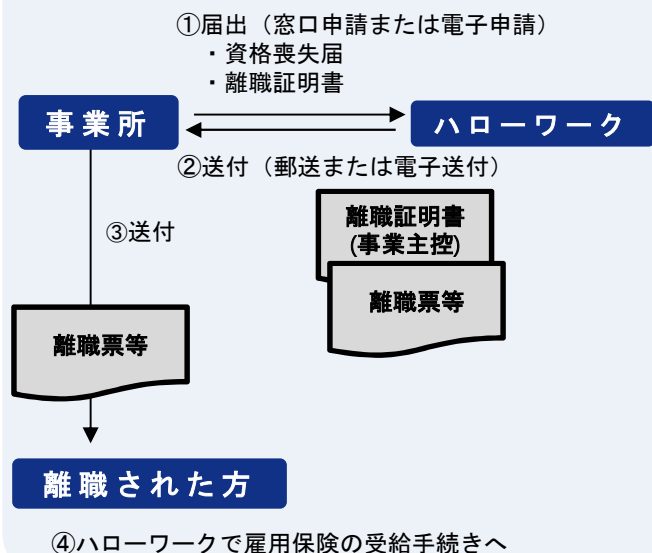 ①届出（窓口申請または電子申請）
・資格喪失届
・離職証明書
事業所
ハローワーク
②送付（郵送または電子送付）
③送付
離職証明書
(事業主控)
離職票等
離職票等
離職された方
④ハローワークで雇用保険の受給手続きへ